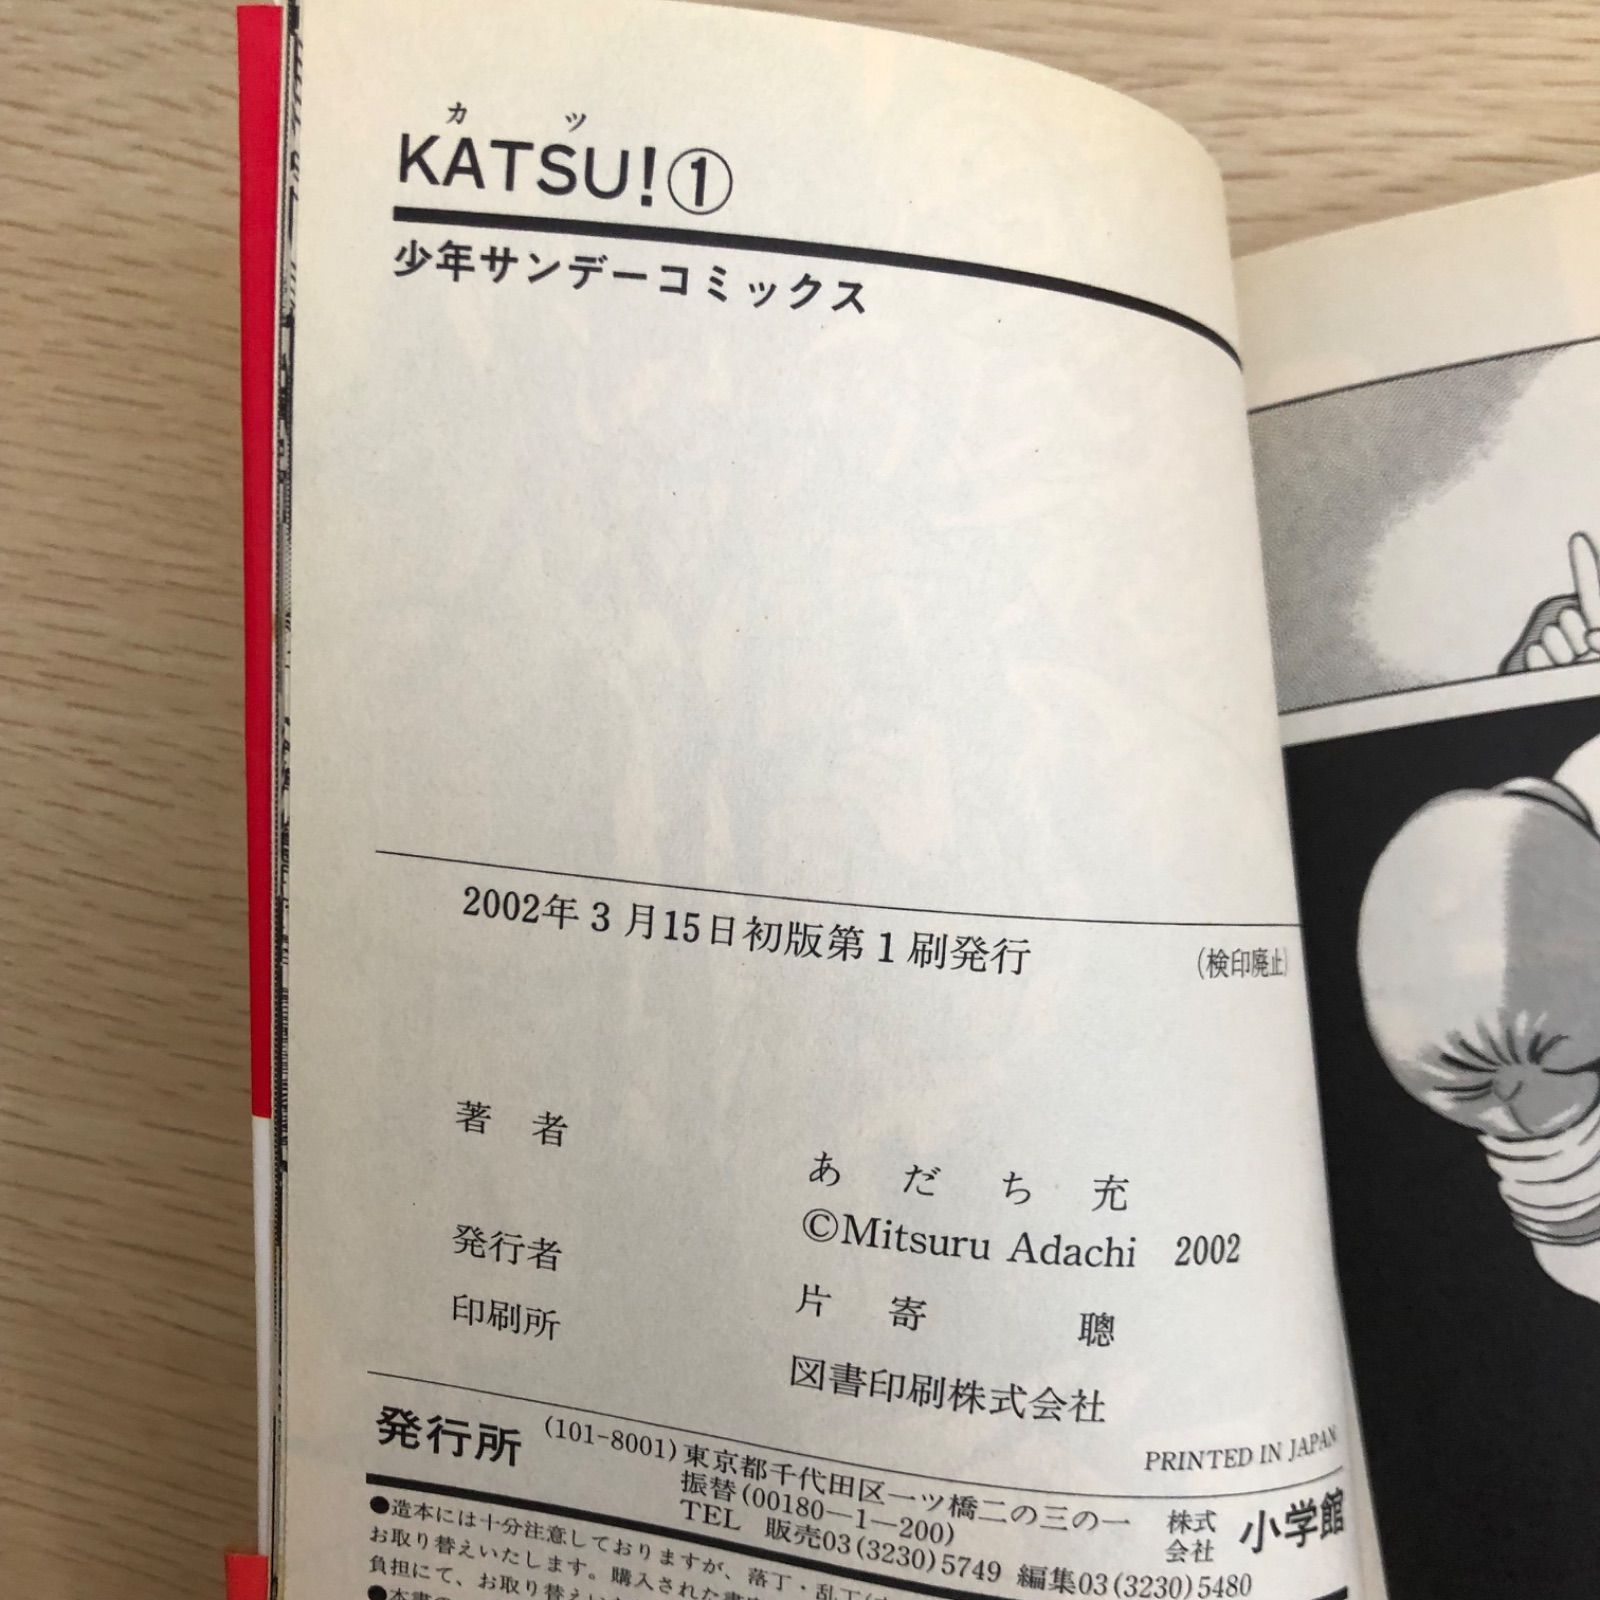 カツ
KATSU!①
少年サンデーコミックス
2002年3月15日初版第1刷発行
(検印廃止)
著者
あだち充
©Mitsuru Adachi 2002
発行者
片寄聰
印刷所
図書印刷株式会社
PRINTED IN JAPAN
発行所
(101-8001)東京都千代田区一ツ橋二の三の一
振替(00180—1—200)
TEL 販売03(3230)5749 編集03(3230)5480
株式会社
小学館
●造本には十分注意しておりますが、落丁・乱丁
お取り替えいたします。購入された
負担にて、お取り替えい
●本書の